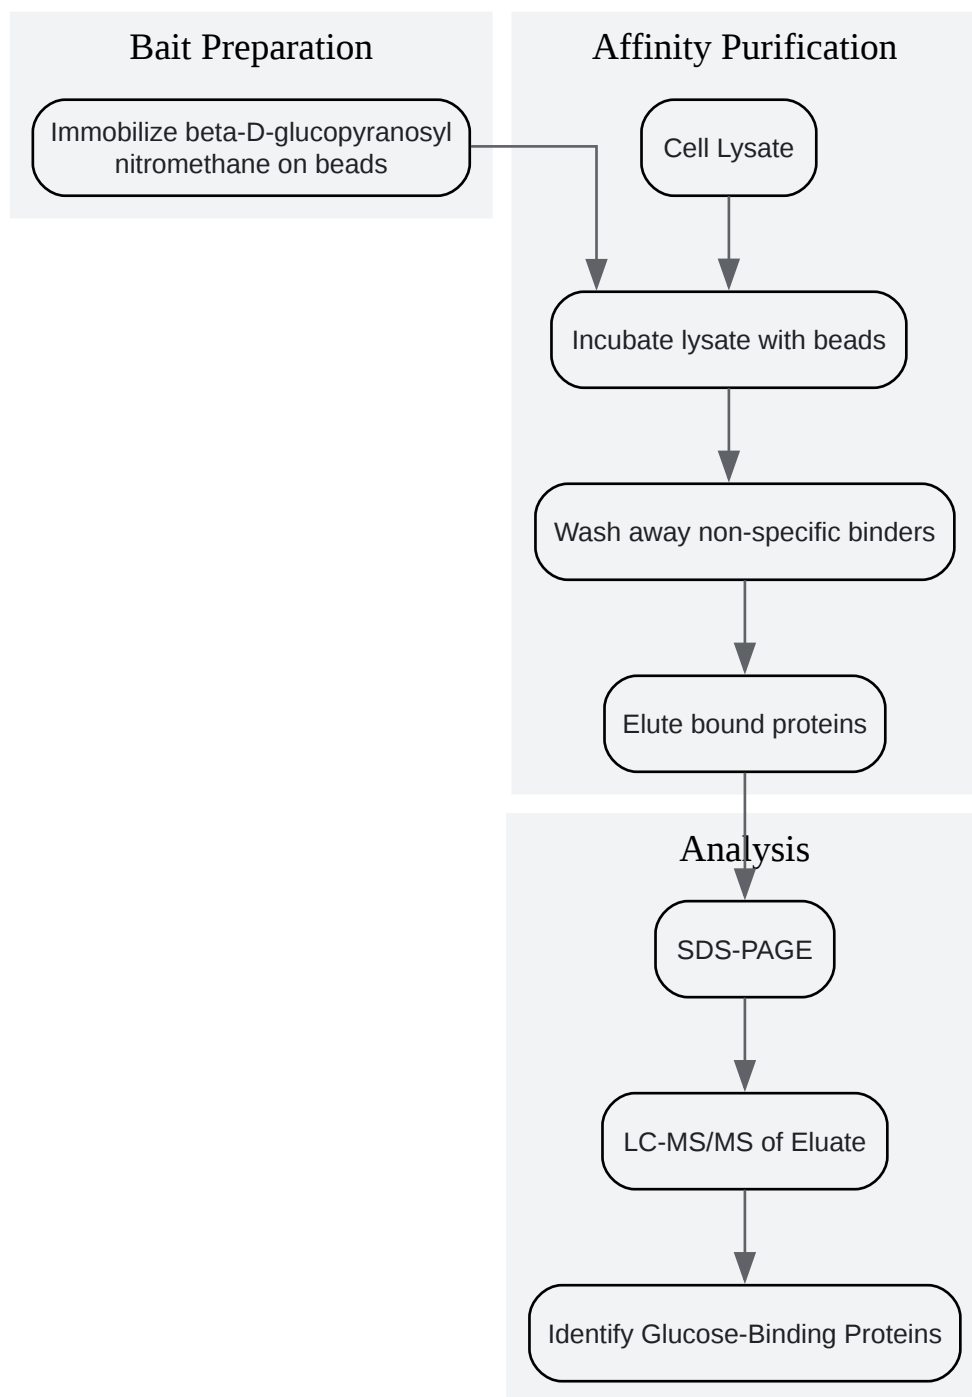 Bait Preparation
Immobilize beta-D-glucopyranosyl
nitromethane on beads
Affinity Purification
Cell Lysate
Incubate lysate with beads
Wash away non-specific binders
Elute bound proteins
Analysis
SDS-PAGE
LC-MS/MS of Eluate
Identify Glucose-Binding Proteins